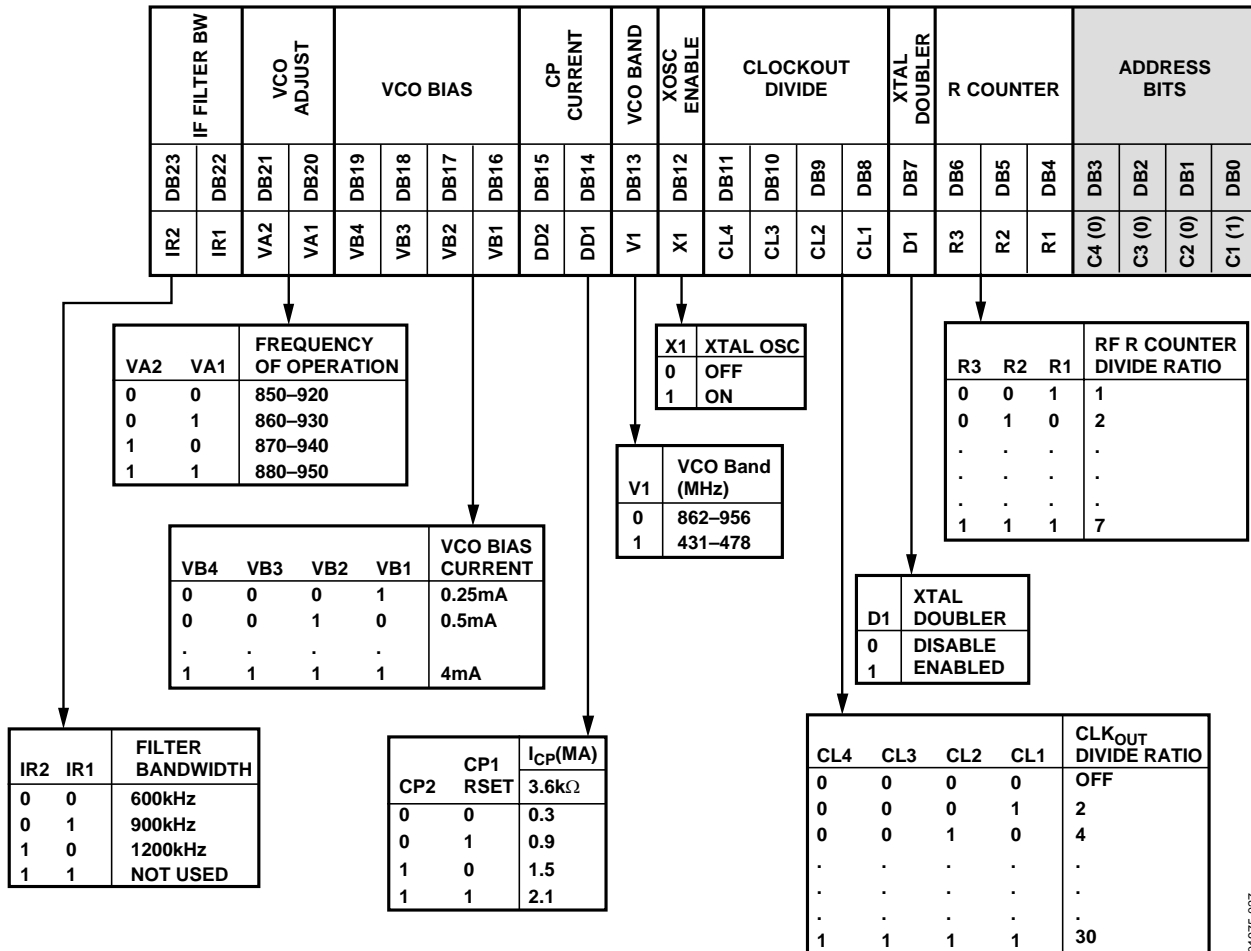 IF FILTER BW
VCO
ADJUST
VCO BIAS
CP
CURRENT
VCO BAND
XOSC
ENABLE
CLOCKOUT
DIVIDE
XTAL
DOUBLER
R COUNTER
ADDRESS
BITS
DB23 DB22 DB21 DB20 DB19 DB18 DB17 DB16 DB15 DB14 DB13 DB12 DB11 DB10 DB9 DB8 DB7 DB6 DB5 DB4 DB3 DB2 DB1 DB0
IR2 IR1 VA2 VA1 VB4 VB3 VB2 VB1 DD2 DD1 V1 X1 CL4 CL3 CL2 CL1 D1 R3 R2 R1 C4 (0) C3 (0) C2 (0) C1 (1)
FREQUENCY
VA2 VA1 OF OPERATION
0 0 850–920
0 1 860–930
1 0 870–940
1 1 880–950
X1 XTAL OSC
0 OFF
1 ON
RF R COUNTER
R3 R2 R1 DIVIDE RATIO
0 0 1 1
0 1 0 2
. . . .
. . . .
. . . .
1 1 1 7
VCO Band
V1 (MHz)
0 862–956
1 431–478
VCO BIAS
VB4 VB3 VB2 VB1 CURRENT
0 0 0 1 0.25mA
0 0 1 0 0.5mA
. . . .
1 1 1 1 4mA
XTAL
D1 DOUBLER
0 DISABLE
1 ENABLED
FILTER
IR2 IR1 BANDWIDTH
0 0 600kHz
0 1 900kHz
1 0 1200kHz
1 1 NOT USED
CP1 ICP(MA)
CP2 RSET 3.6kΩ
0 0 0.3
0 1 0.9
1 0 1.5
1 1 2.1
CLKOUT
CL4 CL3 CL2 CL1 DIVIDE RATIO
0 0 0 0 OFF
0 0 0 1 2
0 0 1 0 4
. . . . .
. . . . .
. . . . .
1 1 1 1 30